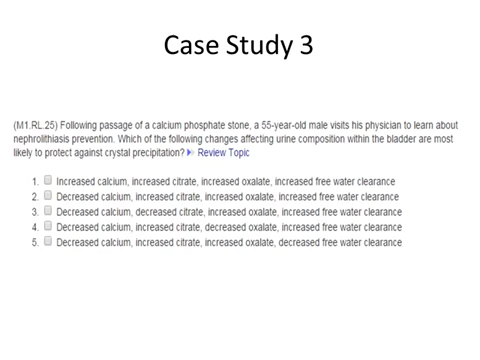 Case Study 3
(M1.RL.25) Following passage of a calcium phosphate stone, a 55-year-old male visits his physician to learn about
nephrolithiasis prevention. Which of the following changes affecting urine composition within the bladder are most
likely to protect against crystal precipitation? Review Topic
1. Increased calcium, increased citrate, increased oxalate, increased free water clearance
2. Decreased calcium, increased citrate, increased oxalate, increased free water clearance
3. Decreased calcium, decreased citrate, increased oxalate, increased free water clearance
4. Decreased calcium, increased citrate, decreased oxalate, increased free water clearance
5. Decreased calcium, increased citrate, increased oxalate, decreased free water clearance